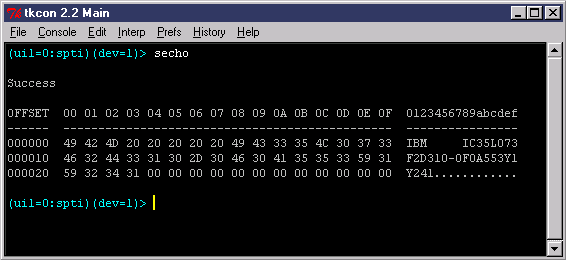 tkcon 2.2 Main
File Console Edit Interp Prefs History Help
(uil=0:spti)(dev=1)> secho
Success
OFFSET  00 01 02 03 04 05 06 07 08 09 0A 0B 0C 0D 0E 0F  0123456789abcdef
------  -----------------------------------------------  ----------------
000000  49 42 4D 20 20 20 20 20 49 43 33 35 4C 30 37 33  IBM     IC35L073
000010  46 32 44 33 31 30 2D 30 46 30 41 35 35 33 59 31  F2D310-0F0A553Y1
000020  59 32 34 31 00 00 00 00 00 00 00 00 00 00 00 00  Y241............
(uil=0:spti)(dev=1)>